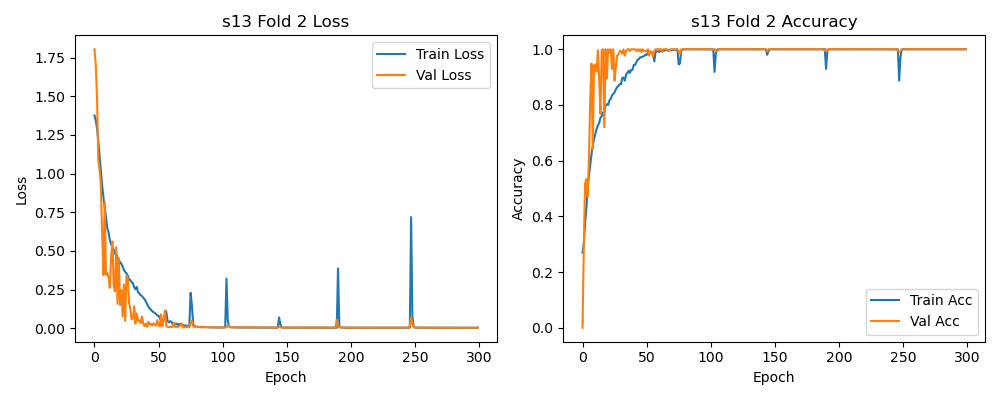 s13 Fold 2 Loss
Train Loss
Val Loss
1.75
1.50
1.25
1.00
0.75
0.50
0.25
0.00
Loss
0 50 100 150 200 250 300
Epoch
s13 Fold 2 Accuracy
1.0
0.8
0.6
0.4
0.2
0.0
Accuracy
Train Acc
Val Acc
0 50 100 150 200 250 300
Epoch